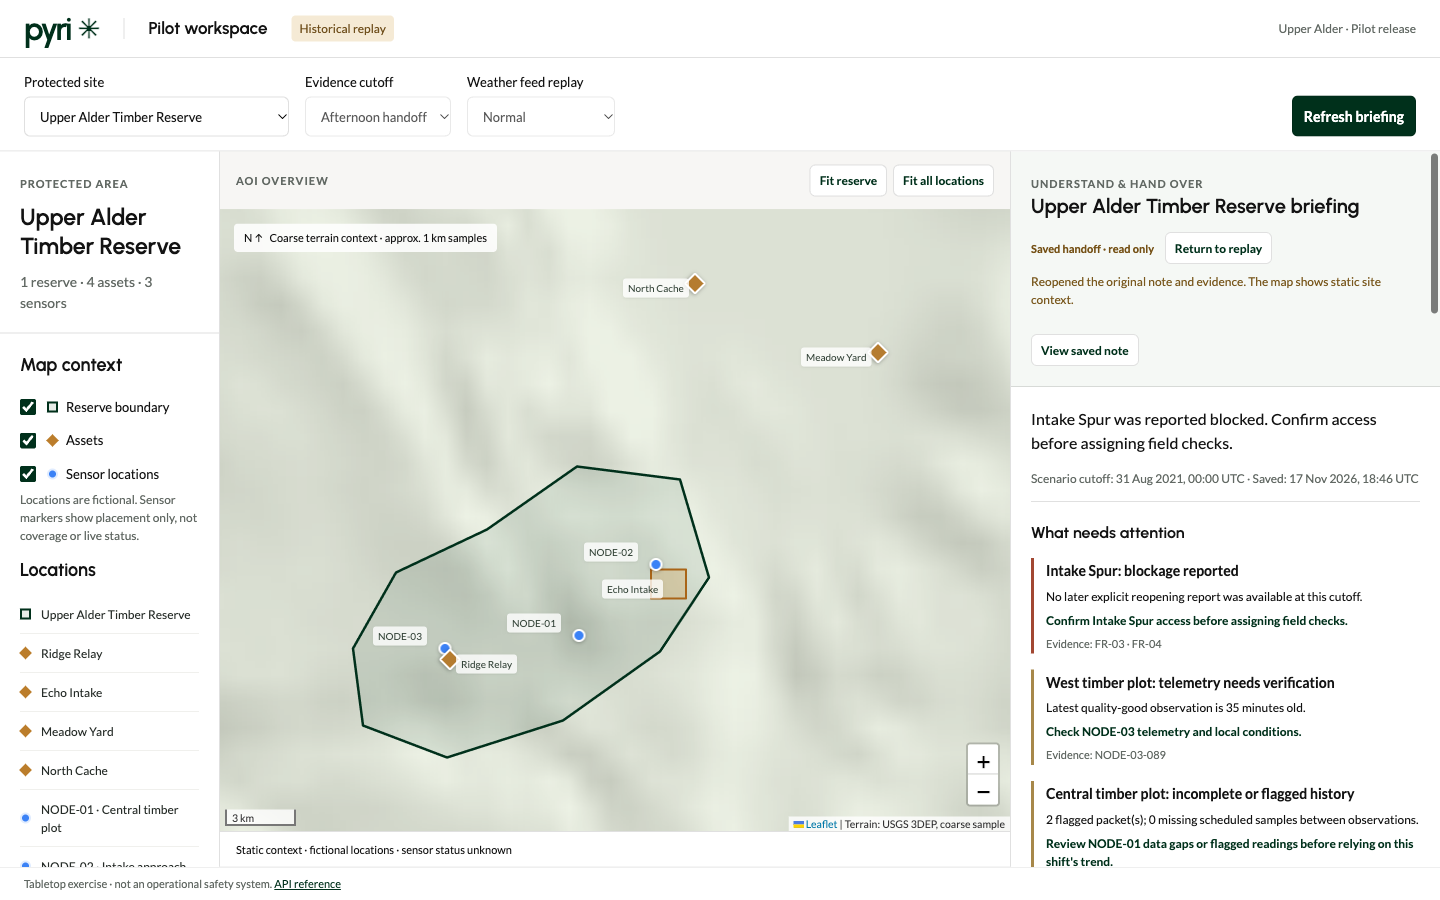 pyri
Pilot workspace
Historical replay
Upper Alder · Pilot release
Protected site
Evidence cutoff
Weather feed replay
Upper Alder Timber Reserve
Afternoon handoff
Normal
Refresh briefing
PROTECTED AREA
Upper Alder
Timber Reserve
1 reserve · 4 assets · 3
sensors
Map context
Reserve boundary
Assets
Sensor locations
Locations are fictional. Sensor
markers show placement only, not
coverage or live status.
Locations
Upper Alder Timber Reserve
Ridge Relay
Echo Intake
Meadow Yard
North Cache
NODE-01 · Central timber
plot
NODE-02 · Intake approach
AOI OVERVIEW
Fit reserve
Fit all locations
N ↑ Coarse terrain context · approx. 1 km samples
North Cache
Meadow Yard
NODE-02
Echo Intake
NODE-01
NODE-03
Ridge Relay
+
−
3 km
Leaflet | Terrain: USGS 3DEP, coarse sample
Static context · fictional locations · sensor status unknown
UNDERSTAND & HAND OVER
Upper Alder Timber Reserve briefing
Saved handoff · read only
Return to replay
Reopened the original note and evidence. The map shows static site
context.
View saved note
Intake Spur was reported blocked. Confirm access
before assigning field checks.
Scenario cutoff: 31 Aug 2021, 00:00 UTC · Saved: 17 Nov 2026, 18:46 UTC
What needs attention
Intake Spur: blockage reported
No later explicit reopening report was available at this cutoff.
Confirm Intake Spur access before assigning field checks.
Evidence: FR-03 · FR-04
West timber plot: telemetry needs verification
Latest quality-good observation is 35 minutes old.
Check NODE-03 telemetry and local conditions.
Evidence: NODE-03-089
Central timber plot: incomplete or flagged history
2 flagged packet(s); 0 missing scheduled samples between observations.
Review NODE-01 data gaps or flagged readings before relying on this
shift's trend.
Tabletop exercise · not an operational safety system. API reference